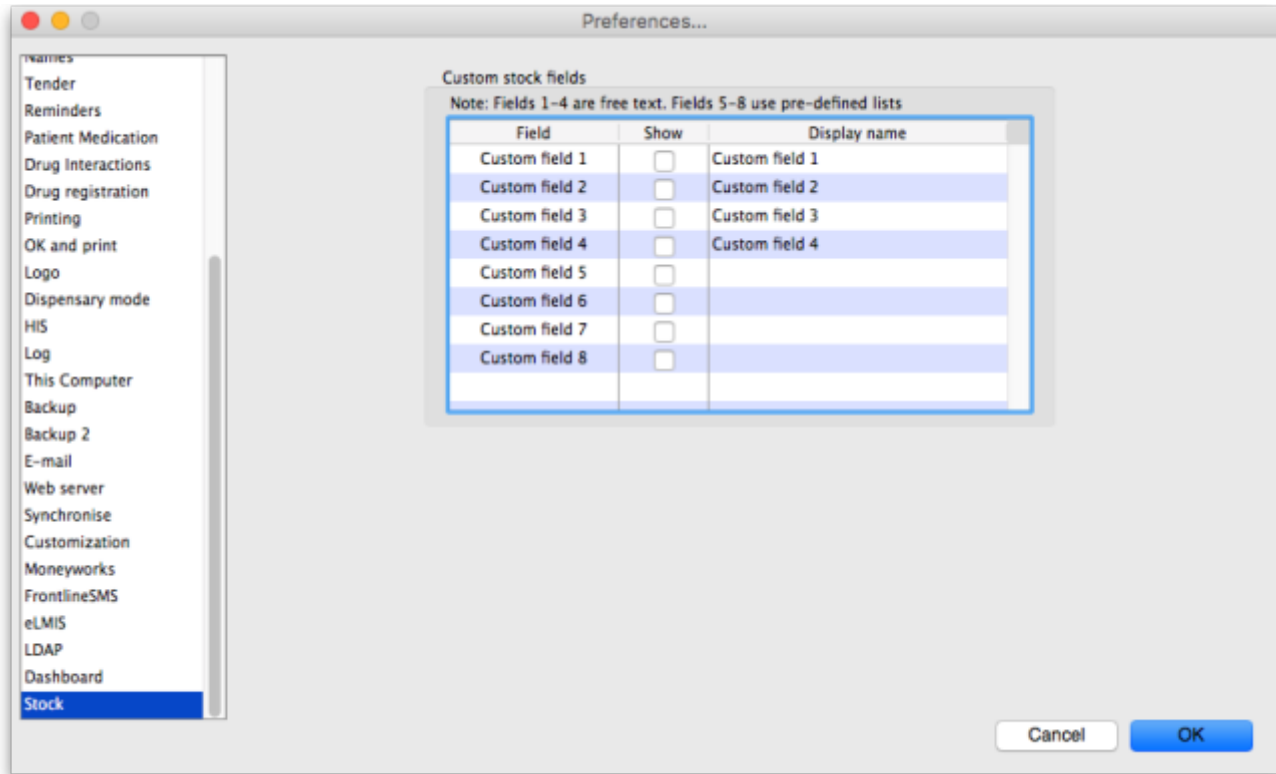 Preferences...
Names
Tender
Reminders
Patient Medication
Drug Interactions
Drug registration
Printing
OK and print
Logo
Dispensary mode
HIS
Log
This Computer
Backup
Backup 2
E-mail
Web server
Synchronise
Customization
Moneyworks
FrontlineSMS
eLMIS
LDAP
Dashboard
Stock
Custom stock fields
Note: Fields 1-4 are free text. Fields 5-8 use pre-defined lists
Field Show Display name
Custom field 1 Custom field 1
Custom field 2 Custom field 2
Custom field 3 Custom field 3
Custom field 4 Custom field 4
Custom field 5
Custom field 6
Custom field 7
Custom field 8
Cancel OK